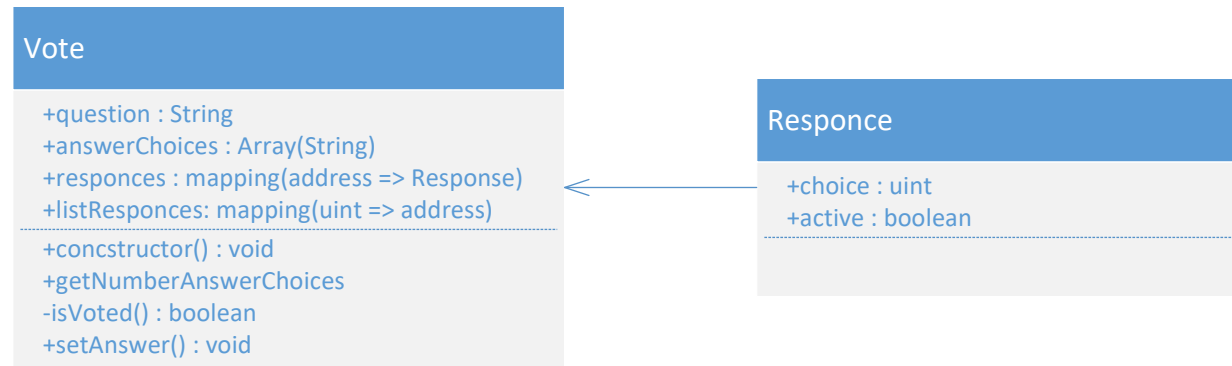 Vote
+question : String
+answerChoices : Array(String)
+responces : mapping(address => Response)
+listResponces: mapping(uint => address)
+concstructor() : void
+getNumberAnswerChoices
-isVoted() : boolean
+setAnswer() : void
Responce
+choice : uint
+active : boolean